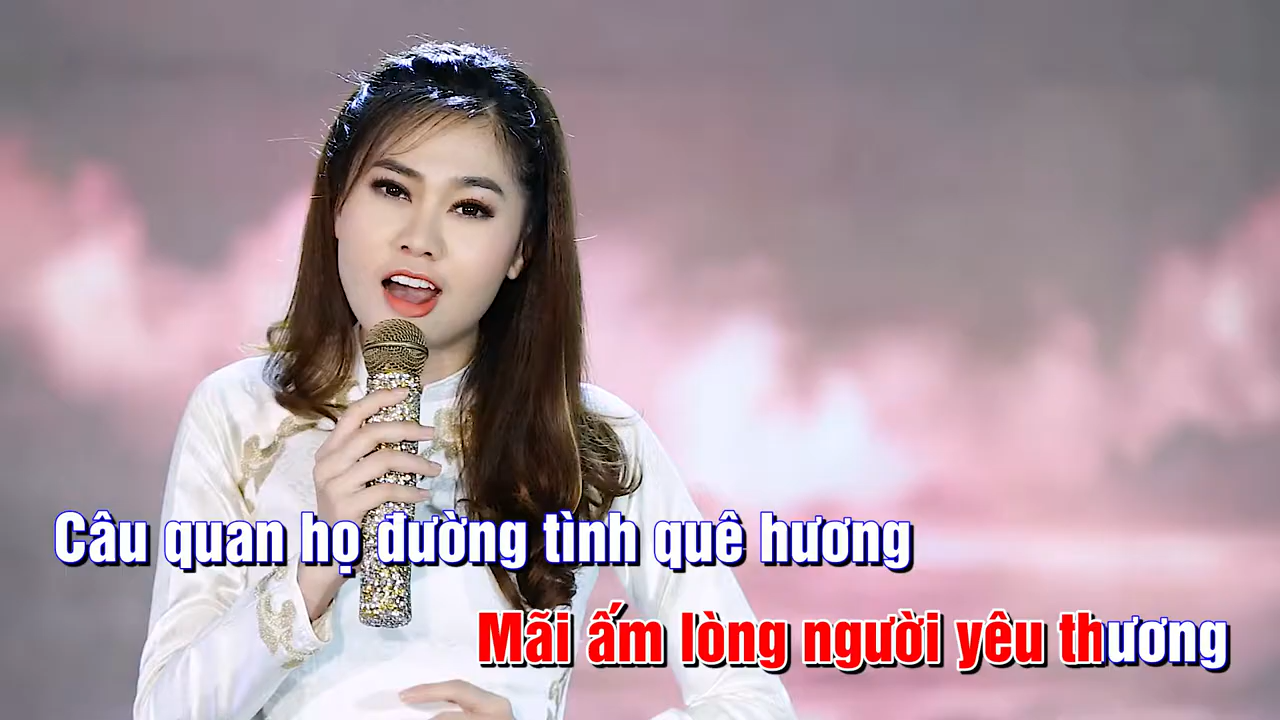 Câu quan họ đường tình quê hương
Mãi ấm lòng người yêu thương